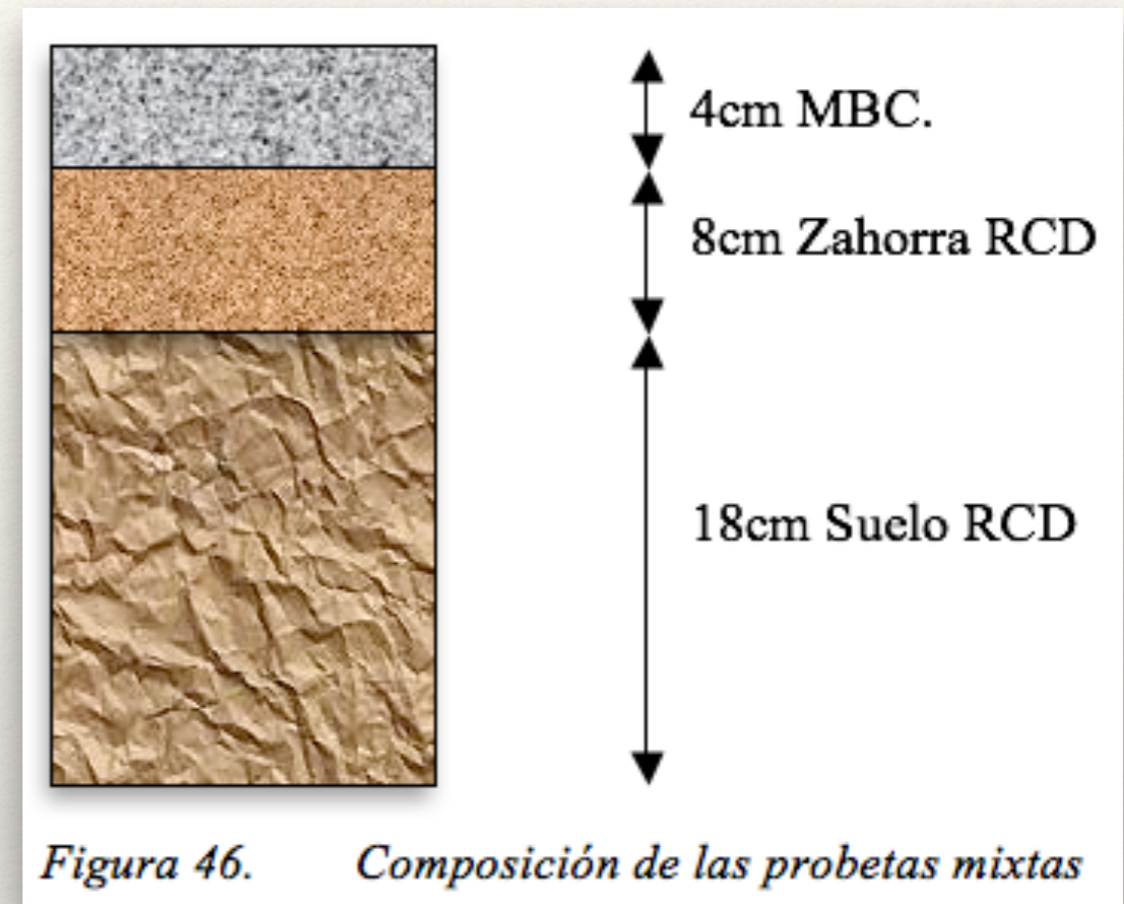 4cm MBC.
8cm Zahorra RCD
18cm Suelo RCD
Figura 46. Composición de las probetas mixtas